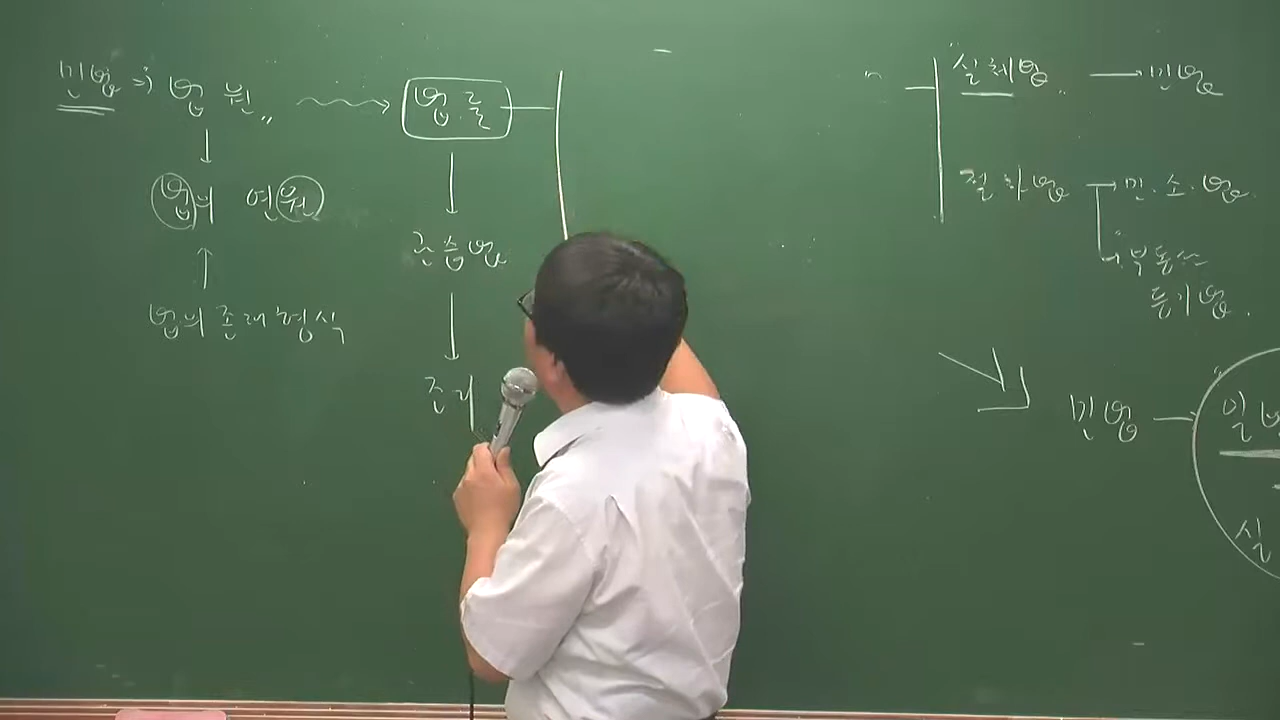 민법 ⇒ 법원 „
법의 연원
법의 존재형식
법률
관습법
조리
"실체법 „ → 민법
절차법 → 민·소·법.
"부동산
등기법.
민법
일
실